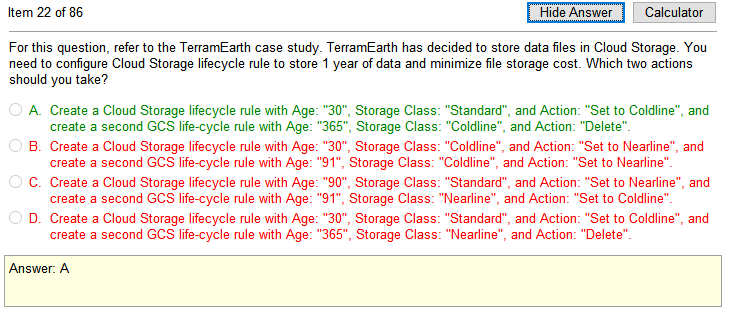 Item 22 of 86
Hide Answer
Calculator
For this question, refer to the TerramEarth case study. TerramEarth has decided to store data files in Cloud Storage. You
need to configure Cloud Storage lifecycle rule to store 1 year of data and minimize file storage cost. Which two actions
should you take?
A. Create a Cloud Storage lifecycle rule with Age: "30", Storage Class: "Standard", and Action: "Set to Coldline", and
create a second GCS life-cycle rule with Age: "365", Storage Class: "Coldline", and Action: "Delete".
B. Create a Cloud Storage lifecycle rule with Age: "30", Storage Class: "Coldline", and Action: "Set to Nearline", and
create a second GCS life-cycle rule with Age: "91", Storage Class: "Coldline", and Action: "Set to Nearline".
C. Create a Cloud Storage lifecycle rule with Age: "90", Storage Class: "Standard", and Action: "Set to Nearline", and
create a second GCS life-cycle rule with Age: "91", Storage Class: "Nearline", and Action: "Set to Coldline".
D. Create a Cloud Storage lifecycle rule with Age: "30", Storage Class: "Standard", and Action: "Set to Coldline", and
create a second GCS life-cycle rule with Age: "365", Storage Class: "Nearline", and Action: "Delete".
Answer: A